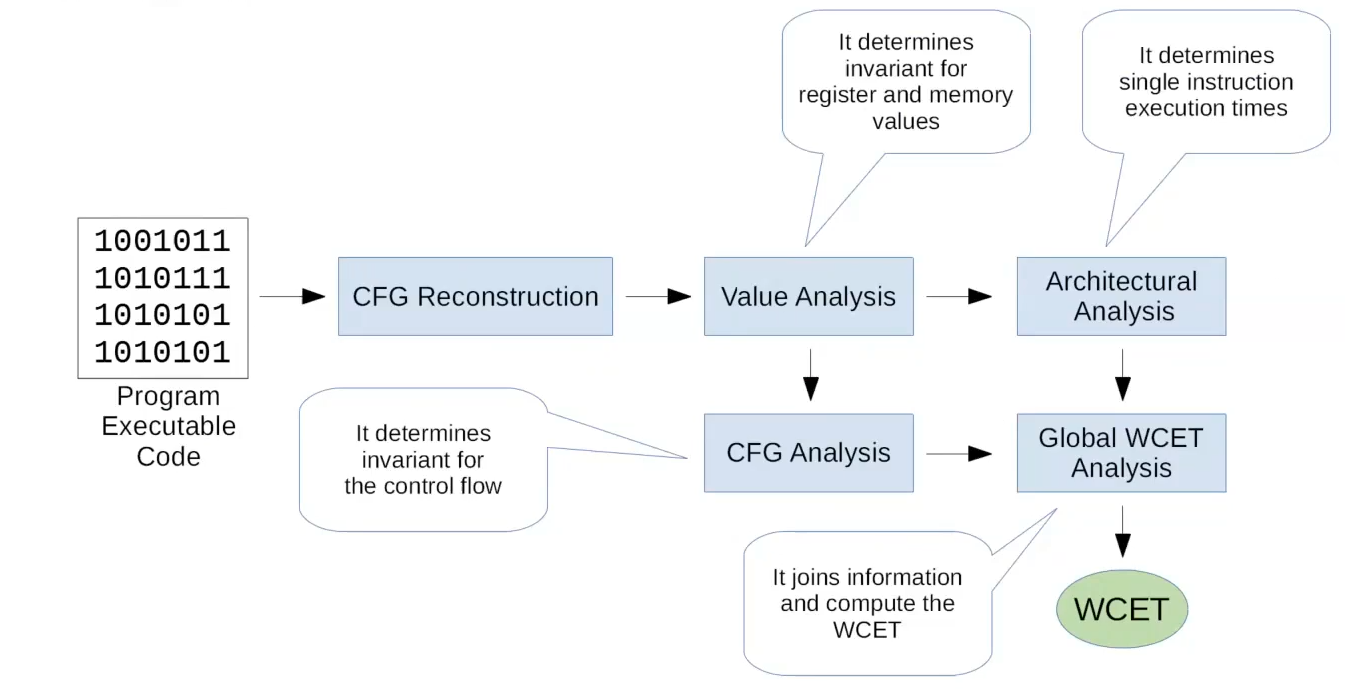 It determines
invariant for
register and memory
values
It determines
single instruction
execution times
1001011
1010111
1010101
1010101
Program
Executable
Code
CFG Reconstruction
Value Analysis
Architectural
Analysis
It determines
invariant for
the control flow
CFG Analysis
Global WCET
Analysis
It joins information
and compute the
WCET
WCET